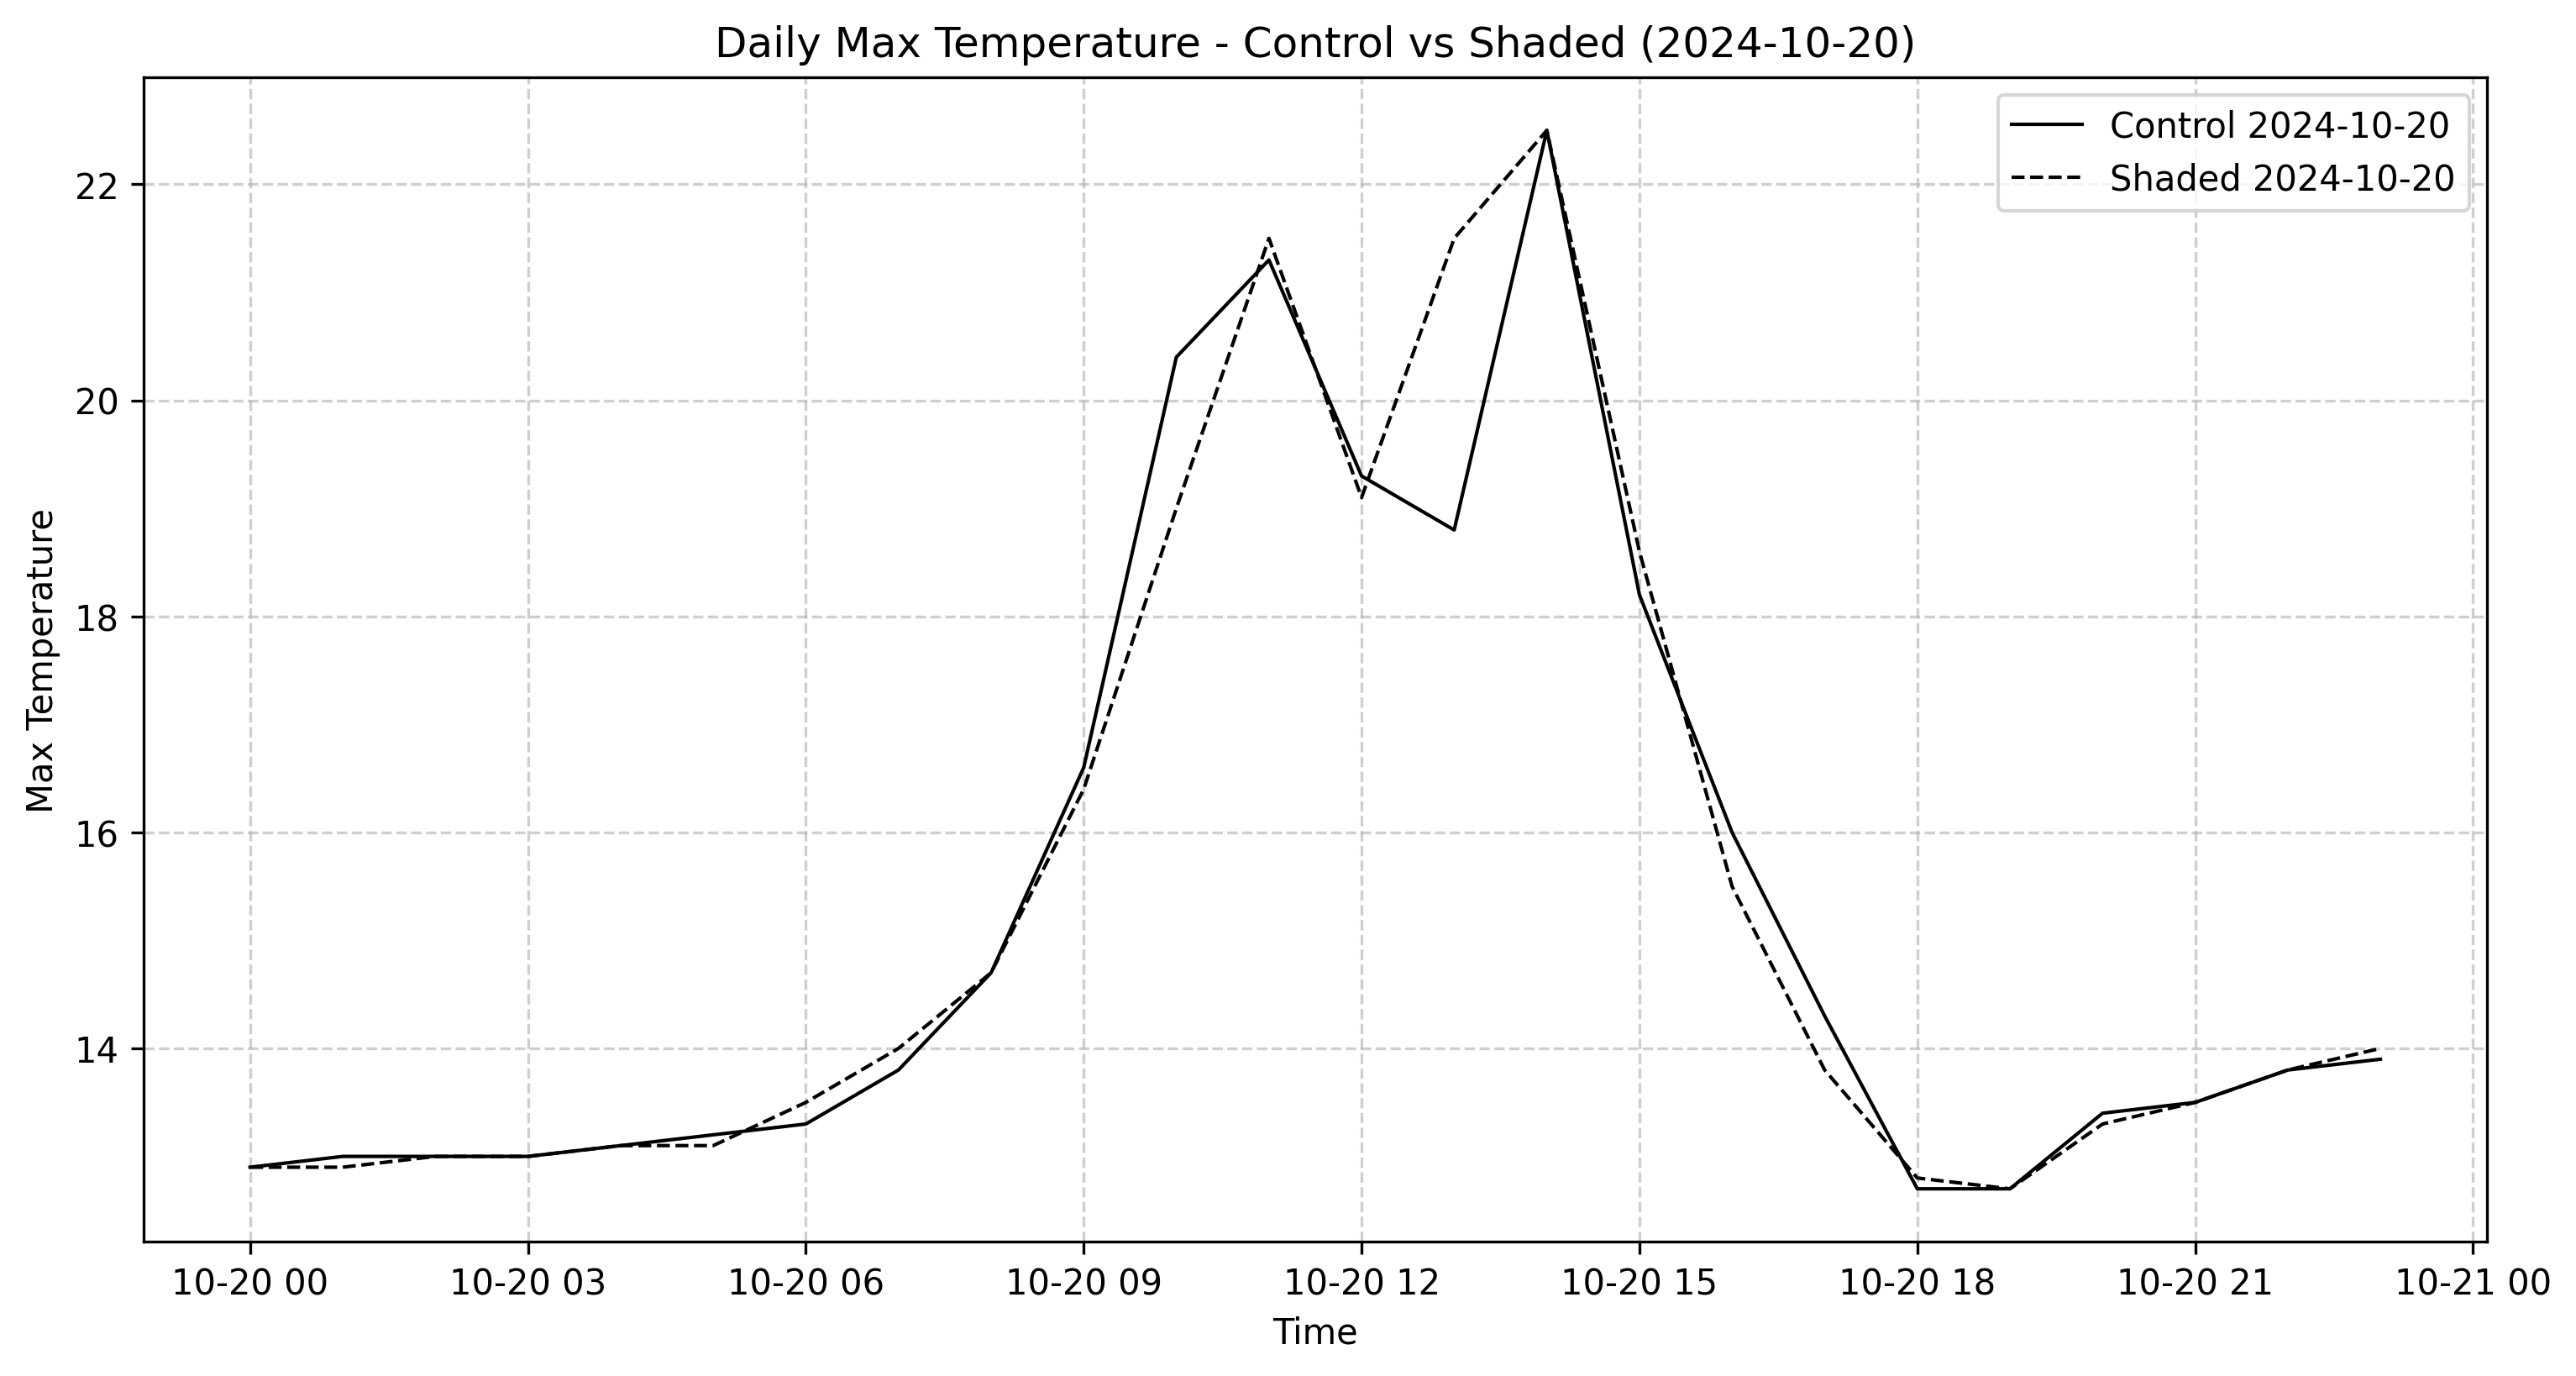 Daily Max Temperature - Control vs Shaded (2024-10-20)
Control 2024-10-20
Shaded 2024-10-20
Max Temperature
22
20
18
16
14
10-20 00 10-20 03 10-20 06 10-20 09 10-20 12 10-20 15 10-20 18 10-20 21 10-21 00
Time